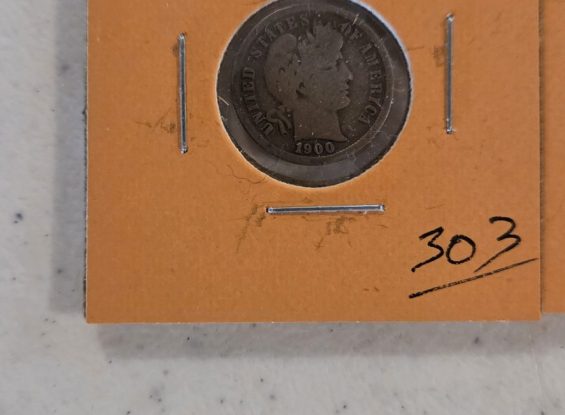 UNITED STATES OF AMERICA
1900
303